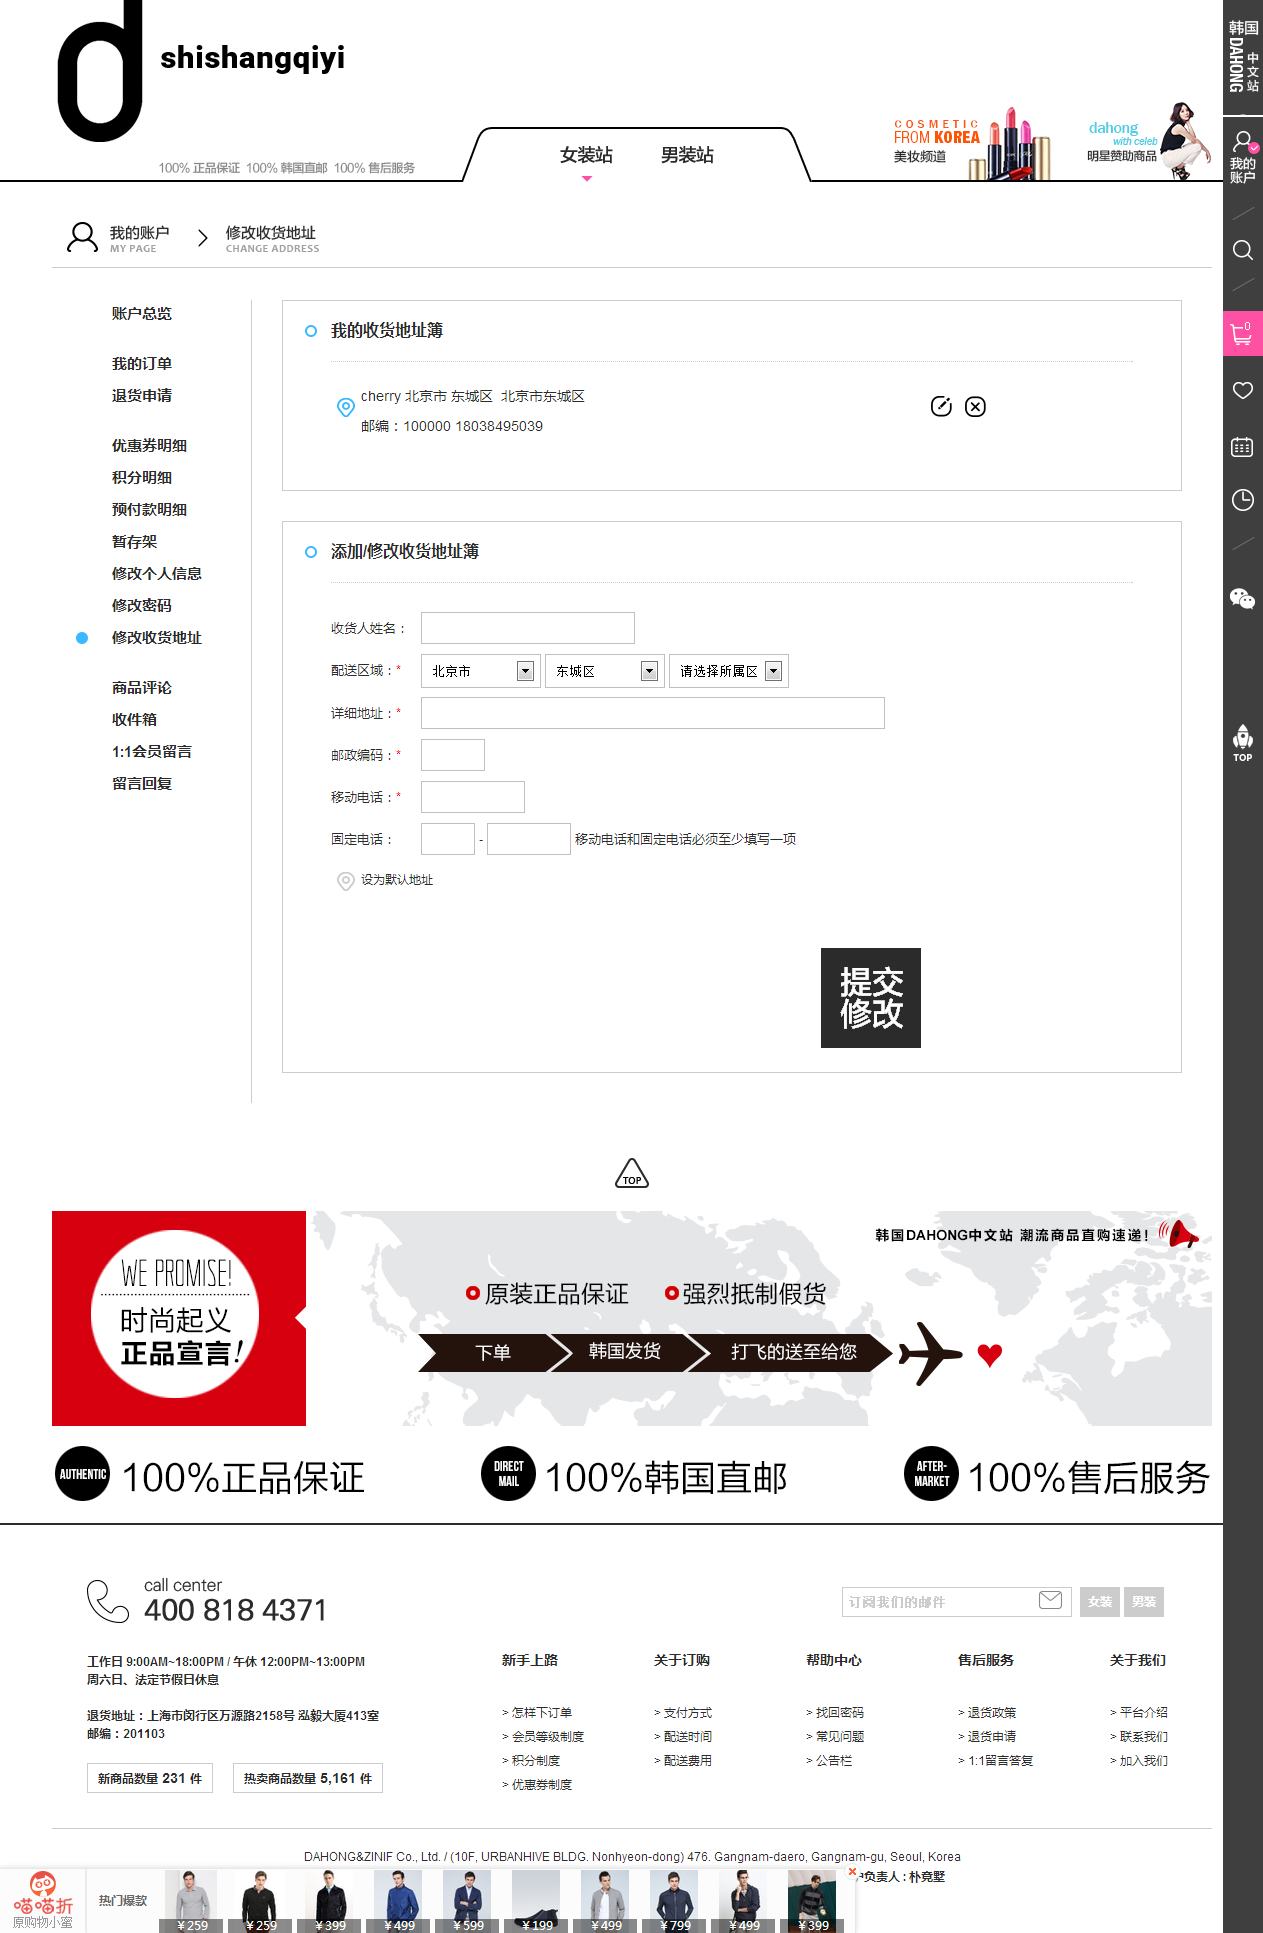 d
shishangqiyi
100% 正品保证 100% 韩国直邮 100% 售后服务
女装站
男装站
COSMETIC
FROM KOREA
美妆频道
dahong
with celeb
明星赞助商品
韩国
DAHONG
中文站
我的
账户
0
TOP
我的账户
MY PAGE
修改收货地址
CHANGE ADDRESS
账户总览
我的订单
退货申请
优惠券明细
积分明细
预付款明细
暂存架
修改个人信息
修改密码
修改收货地址
商品评论
收件箱
1:1会员留言
留言回复
我的收货地址簿
cherry 北京市 东城区 北京市东城区
邮编：100000 18038495039
添加/修改收货地址簿
收货人姓名：
配送区域：* 北京市 东城区 请选择所属区
详细地址：*
邮政编码：*
移动电话：*
固定电话： - 移动电话和固定电话必须至少填写一项
设为默认地址
提交
修改
TOP
WE PROMISE!
时尚起义
正品宣言!
韩国DAHONG中文站 潮流商品直购速递！
原装正品保证
强烈抵制假货
下单
韩国发货
打飞的送至给您
AUTHENTIC
100%正品保证
DIRECT
MAIL
100%韩国直邮
AFTER-
MARKET
100%售后服务
call center
400 818 4371
订阅我们的邮件
女装
男装
工作日 9:00AM~18:00PM / 午休 12:00PM~13:00PM
周六日、法定节假日休息
退货地址：上海市闵行区万源路2158号 泓毅大厦413室
邮编：201103
新商品数量 231 件
热卖商品数量 5,161 件
新手上路
> 怎样下订单
> 会员等级制度
> 积分制度
> 优惠券制度
关于订购
> 支付方式
> 配送时间
> 配送费用
帮助中心
> 找回密码
> 常见问题
> 公告栏
售后服务
> 退货政策
> 退货申请
> 1:1留言答复
关于我们
> 平台介绍
> 联系我们
> 加入我们
DAHONG&ZINIF Co., Ltd. / (10F, URBANHIVE BLDG. Nonhyeon-dong) 476. Gangnam-daero, Gangnam-gu, Seoul, Korea
负责人 : 朴竞墅
喵喵折
原购物小蜜
热门爆款
￥259
￥259
￥399
￥499
￥599
￥199
￥499
￥799
￥499
￥399